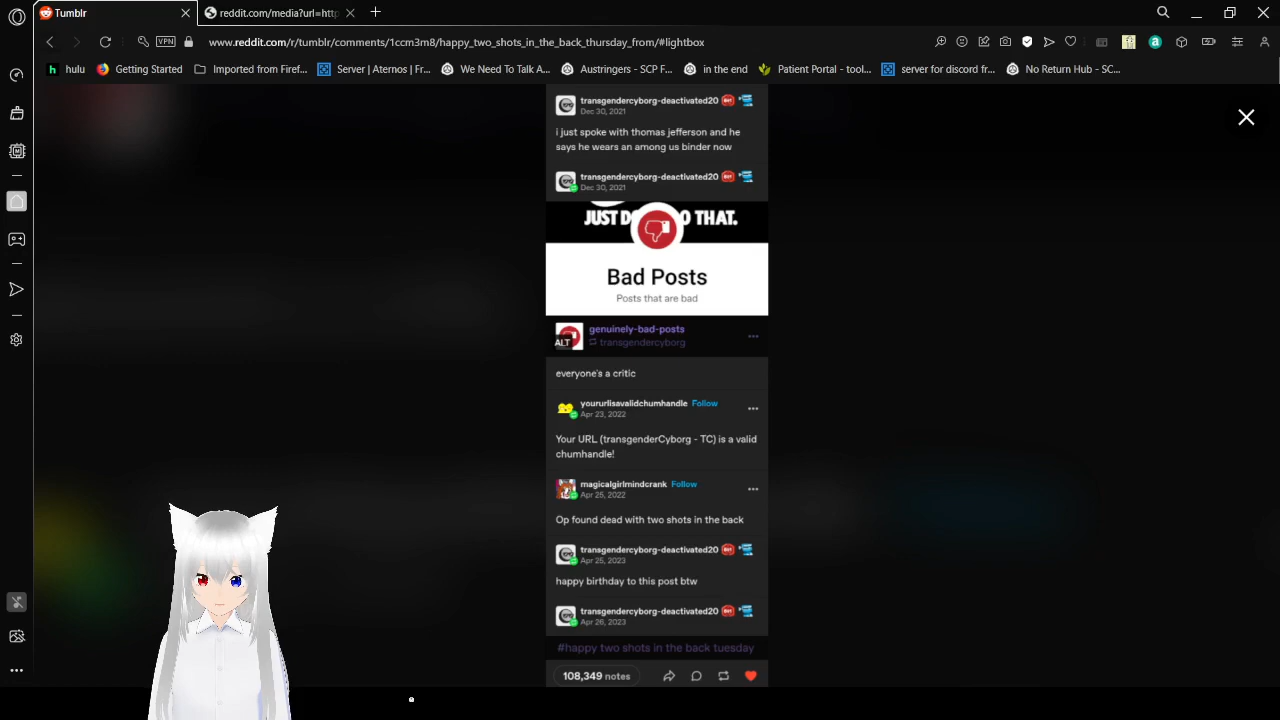 Tumblr
reddit.com/media?url=http
VPN
www.reddit.com/r/tumblr/comments/1ccm3m8/happy_two_shots_in_the_back_thursday_from/#lightbox
hulu
Getting Started
Imported from Firef...
Server | Aternos | Fr...
We Need To Talk A...
Austringers - SCP F...
in the end
Patient Portal - tool...
server for discord fr...
No Return Hub - SC...
transgendercyborg-deactivated20
Dec 30, 2021
i just spoke with thomas jefferson and he
says he wears an among us binder now
transgendercyborg-deactivated20
Dec 30, 2021
JUST DO THAT.
Bad Posts
Posts that are bad
ALT
genuinely-bad-posts
transgendercyborg
everyone's a critic
yoururlisavalidchumhandle Follow
Apr 23, 2022
Your URL (transgenderCyborg - TC) is a valid
chumhandle!
magicalgirlmindcrank Follow
Apr 25, 2022
Op found dead with two shots in the back
transgendercyborg-deactivated20
Apr 25, 2023
happy birthday to this post btw
transgendercyborg-deactivated20
Apr 26, 2023
#happy two shots in the back tuesday
108,349 notes